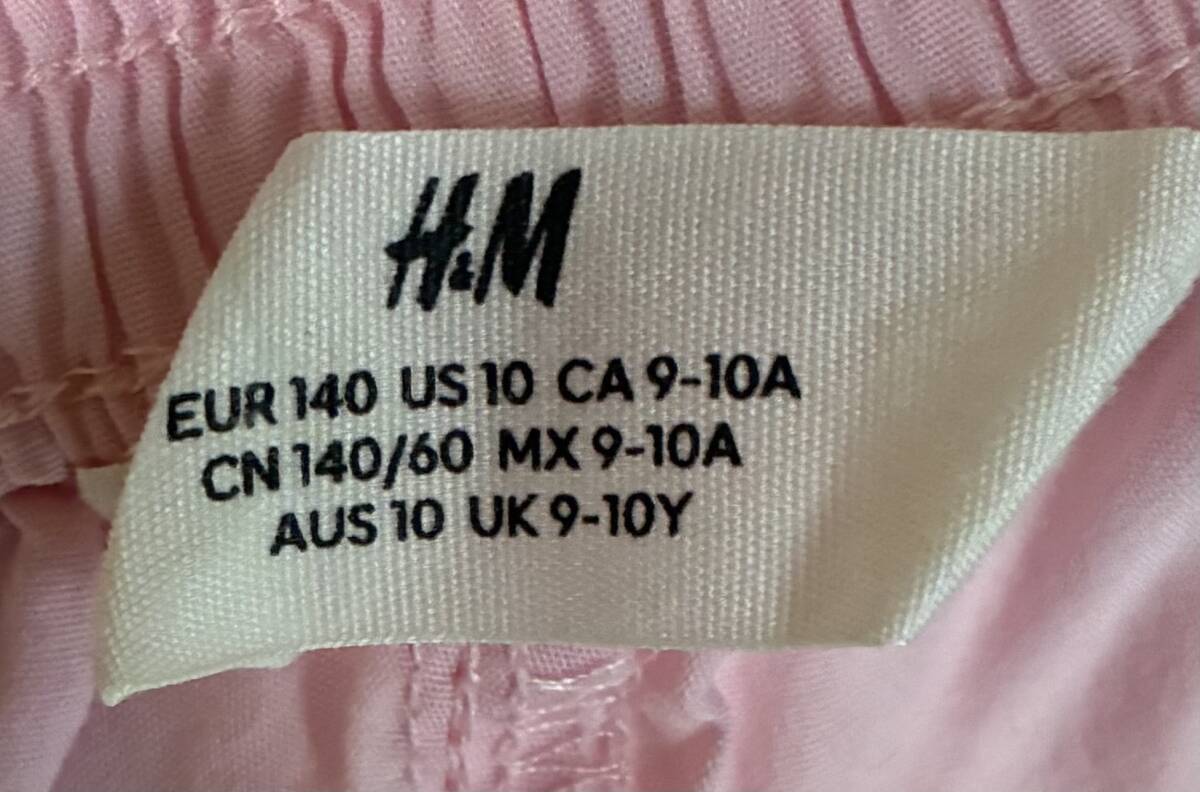 H&M
EUR 140 US 10 CA 9-10A
CN 140/60 MX 9-10A
AUS 10 UK 9-10Y